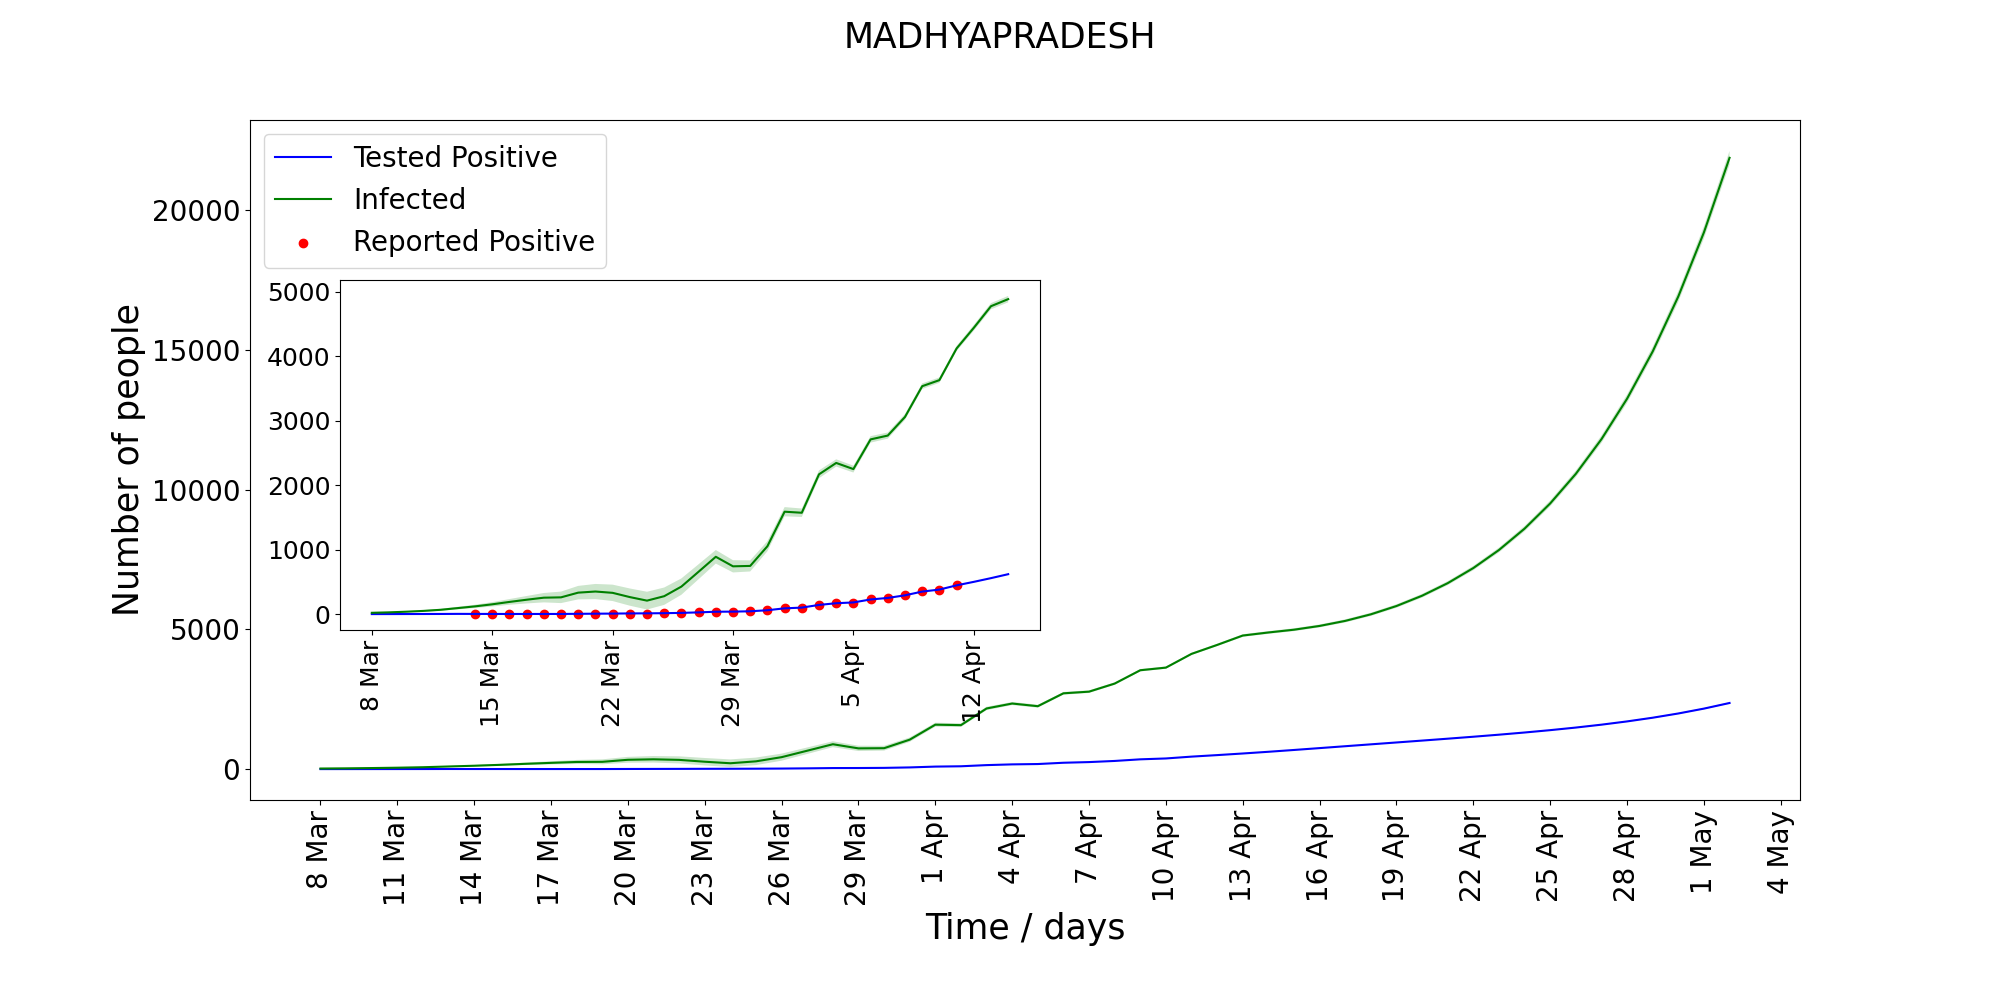 MADHYAPRADESH
Tested Positive
Infected
Reported Positive
Number of people
20000
15000
10000
5000
0
5000
4000
3000
2000
1000
0
8 Mar
15 Mar
22 Mar
29 Mar
5 Apr
12 Apr
8 Mar
11 Mar
14 Mar
17 Mar
20 Mar
23 Mar
26 Mar
29 Mar
1 Apr
4 Apr
7 Apr
10 Apr
13 Apr
16 Apr
19 Apr
22 Apr
25 Apr
28 Apr
1 May
4 May
Time / days